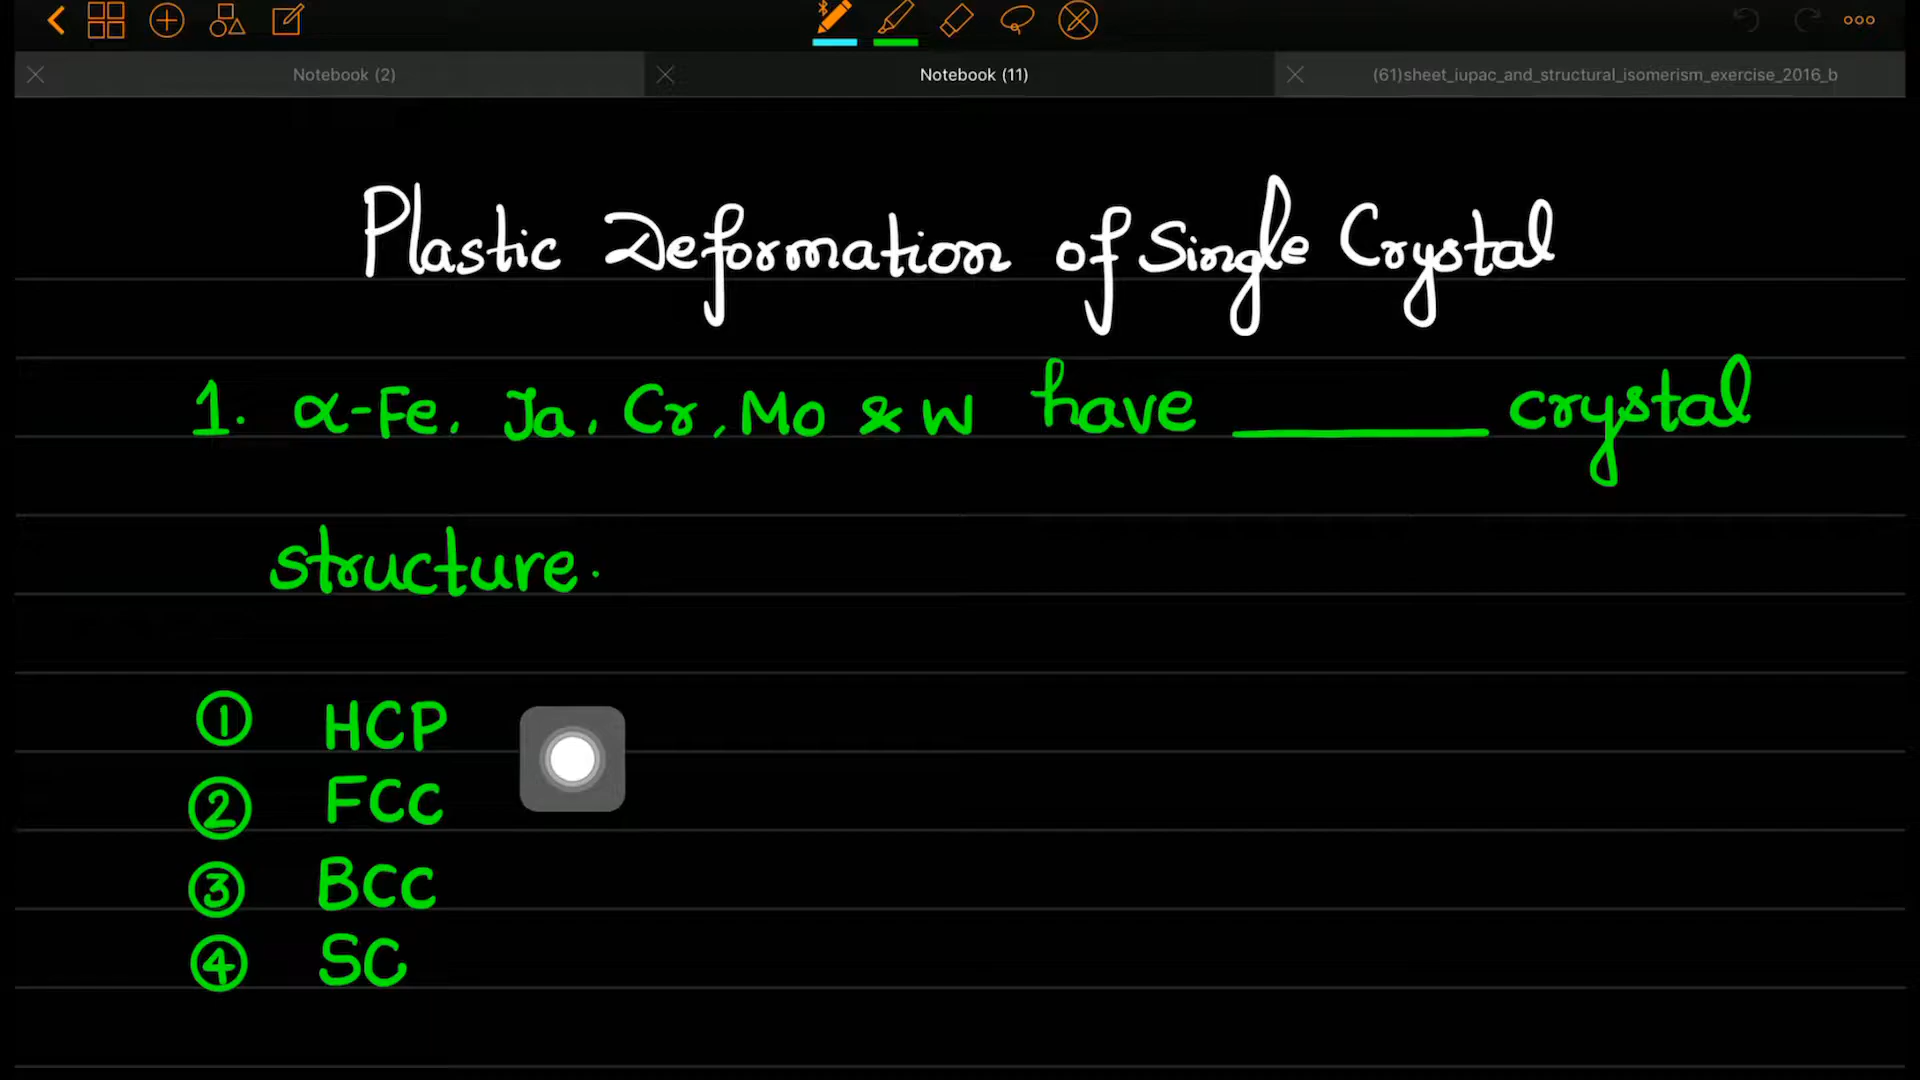 Notebook (2)
Notebook (11)
(61)sheet_iupac_and_structural_isomerism_exercise_2016_b
Plastic Deformation of Single Crystal
1. α-Fe, Ta, Cr, Mo & W have ________ crystal
structure.
① HCP
② FCC
③ BCC
④ SC